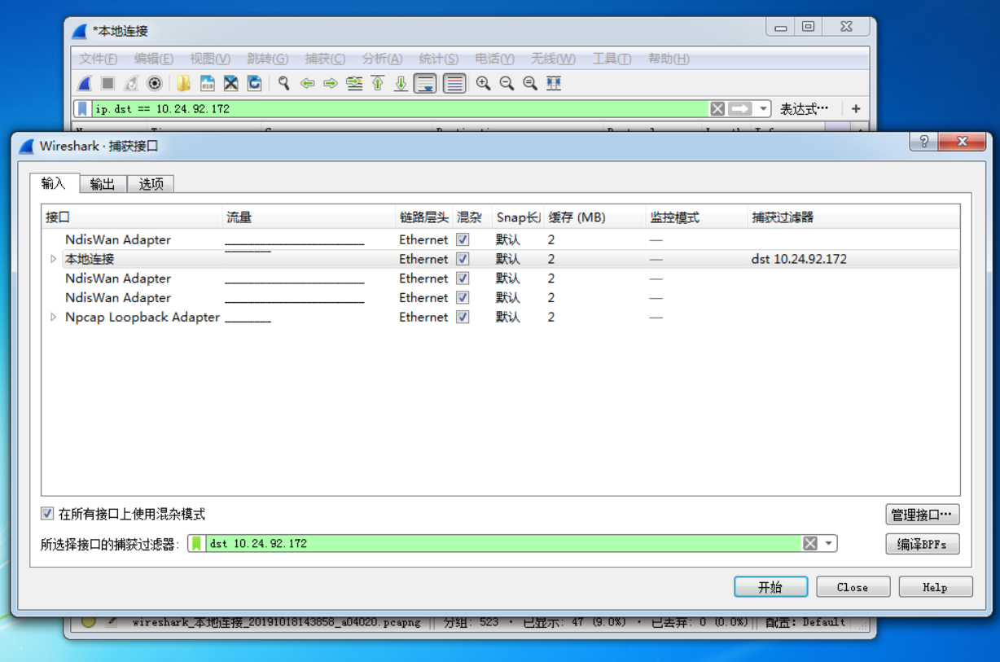 *本地连接
文件(F) 编辑(E) 视图(V) 跳转(G) 捕获(C) 分析(A) 统计(S) 电话(Y) 无线(W) 工具(T) 帮助(H)
ip.dst == 10.24.92.172 表达式… +
Wireshark · 捕获接口
输入 输出 选项
接口 流量 链路层头 混杂 Snap长 缓存 (MB) 监控模式 捕获过滤器
NdisWan Adapter Ethernet 默认 2 —
本地连接 Ethernet 默认 2 — dst 10.24.92.172
NdisWan Adapter Ethernet 默认 2 —
NdisWan Adapter Ethernet 默认 2 —
Npcap Loopback Adapter Ethernet 默认 2 —
在所有接口上使用混杂模式 管理接口…
所选择接口的捕获过滤器: dst 10.24.92.172 编译BPFs
开始 Close Help
wireshark_本地连接_20191018143858_a04020.pcapng 分组: 523 · 已显示: 47 (9.0%) · 已丢弃: 0 (0.0%) 配置: Default